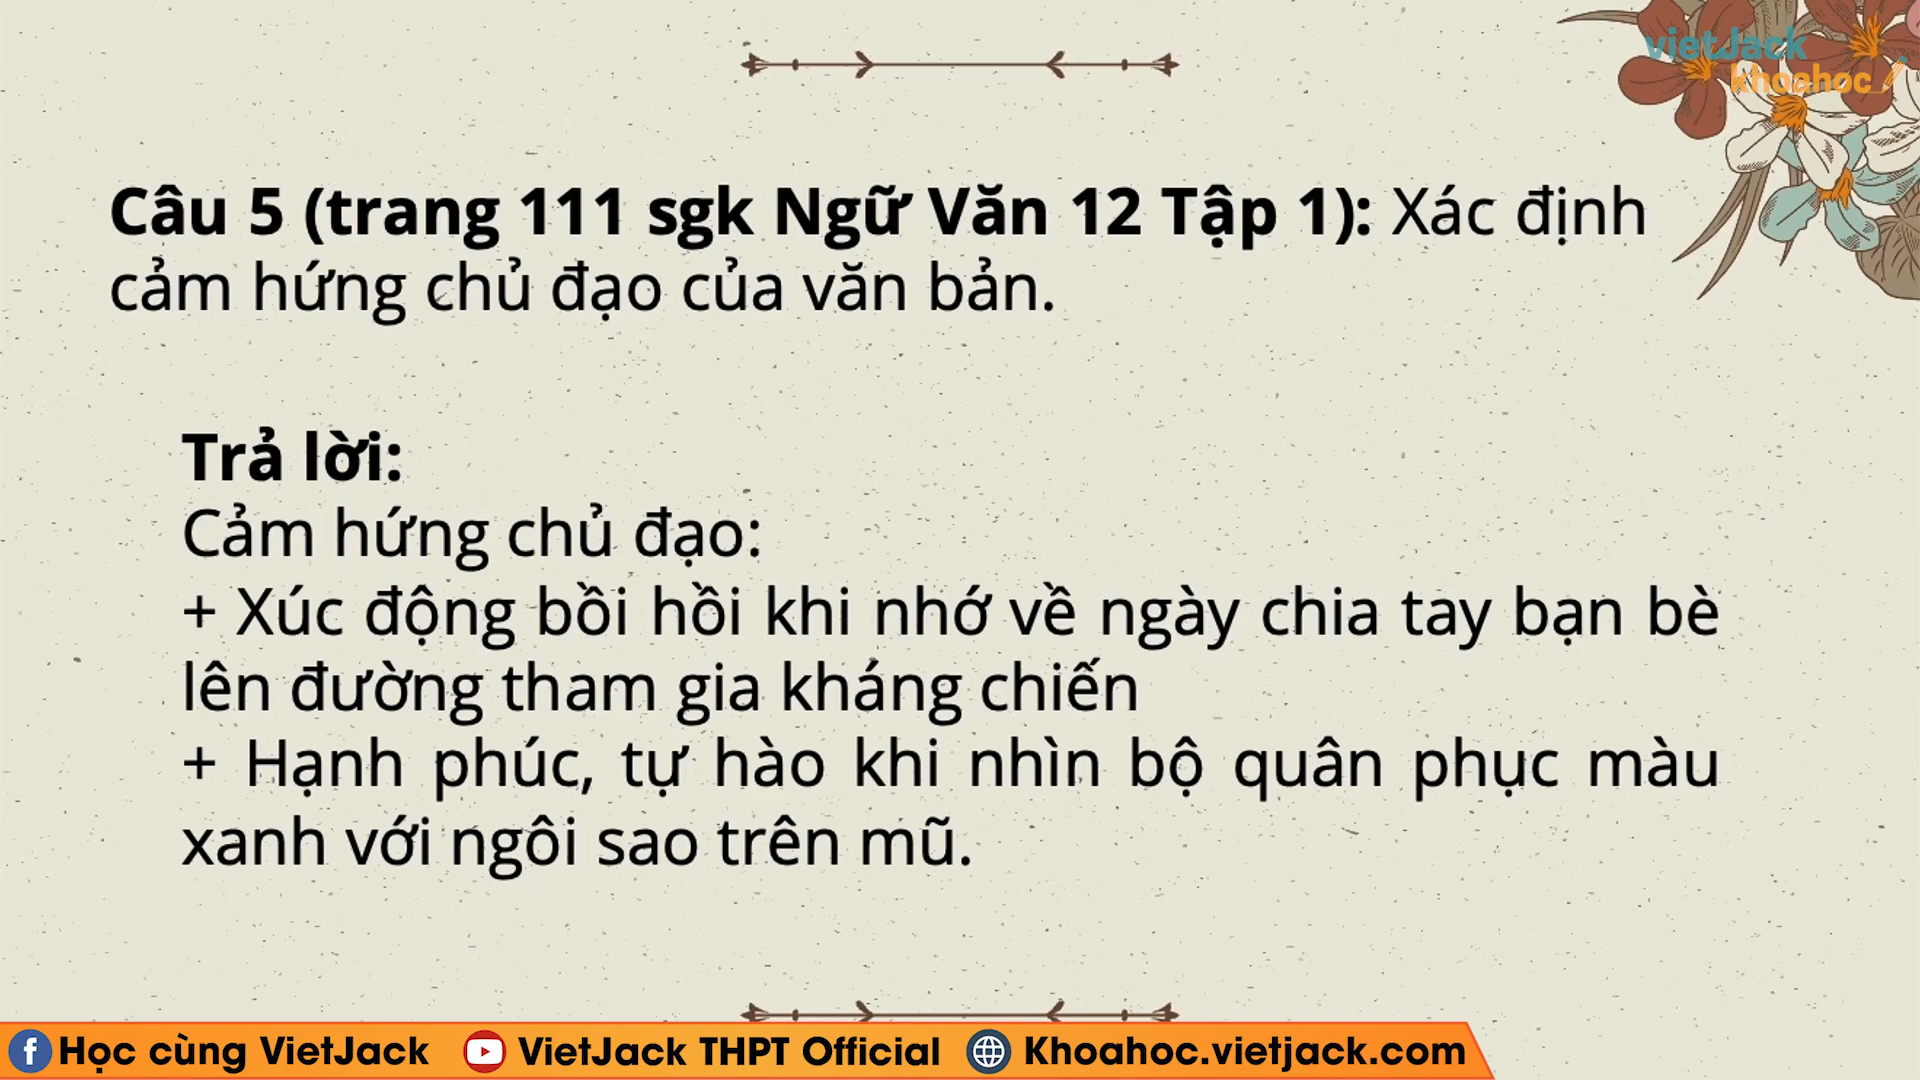 vietJack
khoahoc
Câu 5 (trang 111 sgk Ngữ Văn 12 Tập 1): Xác định
cảm hứng chủ đạo của văn bản.
Trả lời:
Cảm hứng chủ đạo:
+ Xúc động bồi hồi khi nhớ về ngày chia tay bạn bè
lên đường tham gia kháng chiến
+ Hạnh phúc, tự hào khi nhìn bộ quân phục màu
xanh với ngôi sao trên mũ.
Học cùng VietJack VietJack THPT Official Khoahoc.vietjack.com